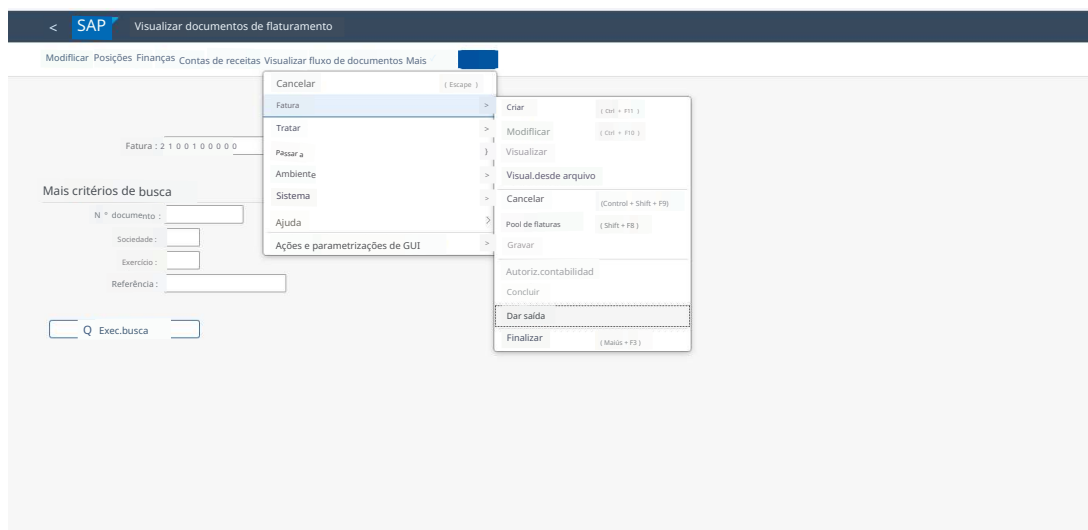 < SAP Visualizar documentos de flaturamento
Modiflicar Posições Finanças Contas de receitas Visualizar fluxo de documentos Mais
Cancelar ( Escape )
Fatura >
Tratar >
Passar a )
Ambiente >
Sistema >
Ajuda >
Ações e parametrizações de GUI >
Criar ( Ctrl + F11 )
Modiflicar ( Ctrl + F10 )
Visualizar
Visual.desde arquivo
Cancelar (Control + Shift + F9)
Pool de flaturas ( Shift + F8 )
Gravar
Autoriz.contabilidad
Concluir
Dar saída
Finalizar ( Maiús + F3 )
Fatura : 2 1 0 0 1 0 0 0 0 0
Mais critérios de busca
N ° documento :
Sociedade :
Exercício :
Referência :
Q Exec.busca